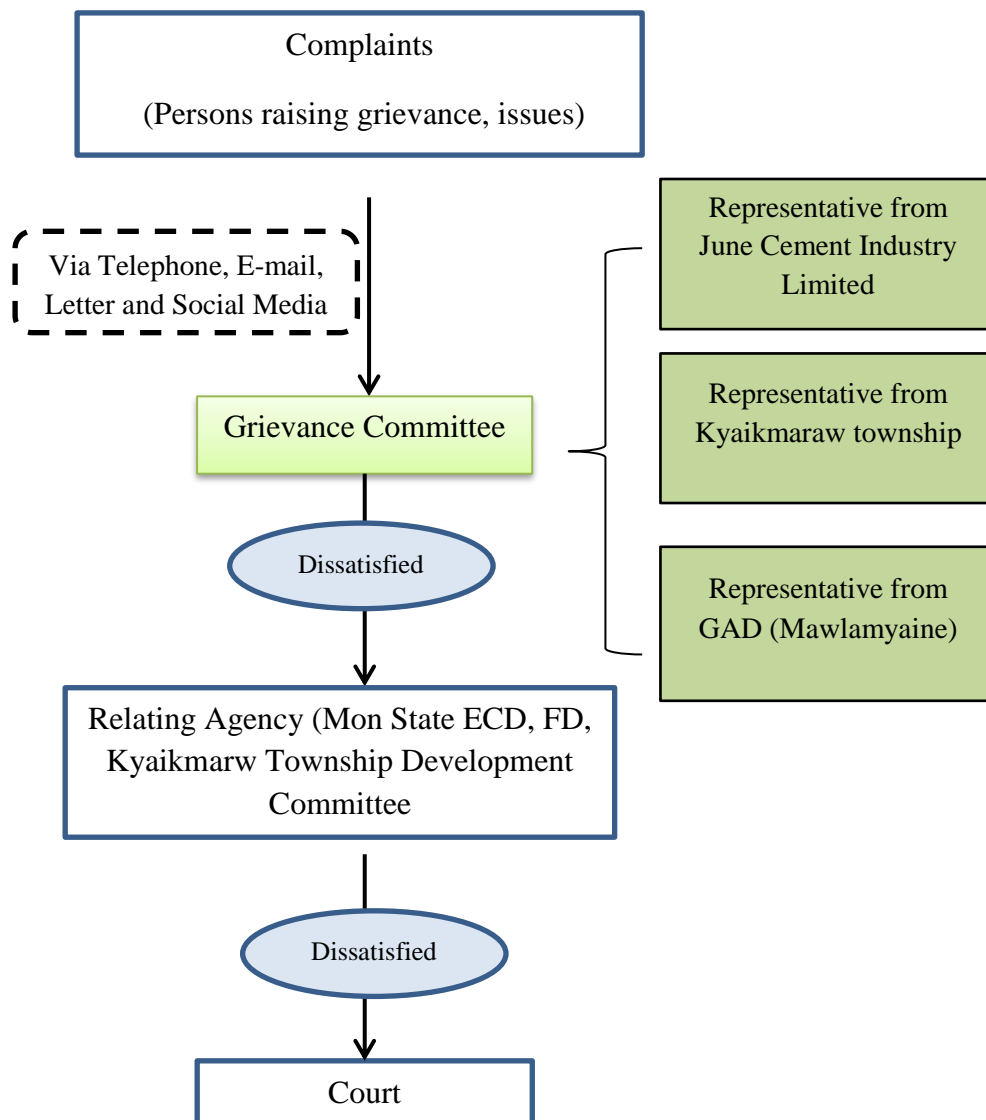 Complaints
(Persons raising grievance, issues)
Via Telephone, E-mail,
Letter and Social Media
Representative from
June Cement Industry
Limited
Grievance Committee
Representative from
Kyaikmaraw township
Dissatisfied
Representative from
GAD (Mawlamyaine)
Relating Agency (Mon State ECD, FD,
Kyaikmarw Township Development
Committee
Dissatisfied
Court